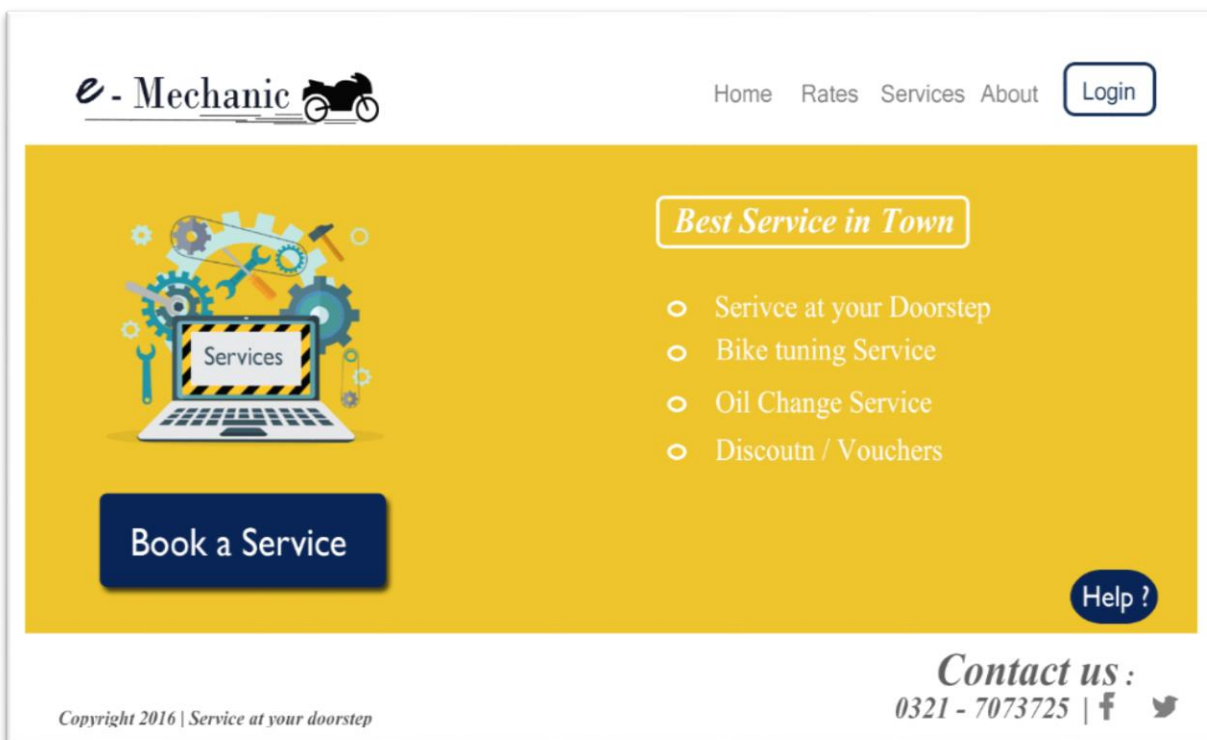 e - Mechanic
Home Rates Services About Login
Best Service in Town
Serivce at your Doorstep
Bike tuning Service
Oil Change Service
Discoutn / Vouchers
Services
Book a Service
Help ?
Contact us :
0321 - 7073725 |
Copyright 2016 | Service at your doorstep